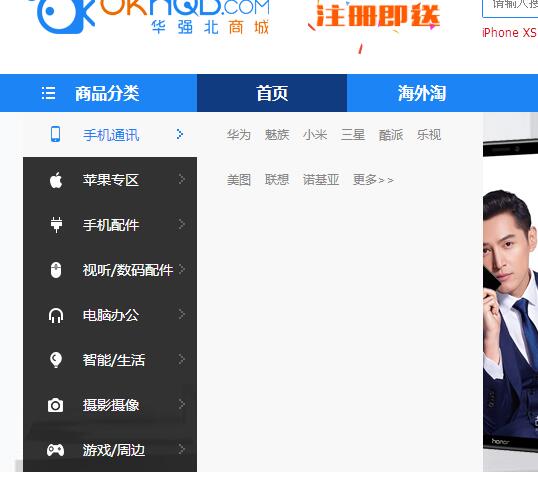 OKHQB.COM
华强北商城
注册即送
iPhone XS
商品分类 首页 海外淘
手机通讯
华为 魅族 小米 三星 酷派 乐视
苹果专区
美图 联想 诺基亚 更多>>
手机配件
视听/数码配件
电脑办公
智能/生活
摄影摄像
游戏/周边
honor